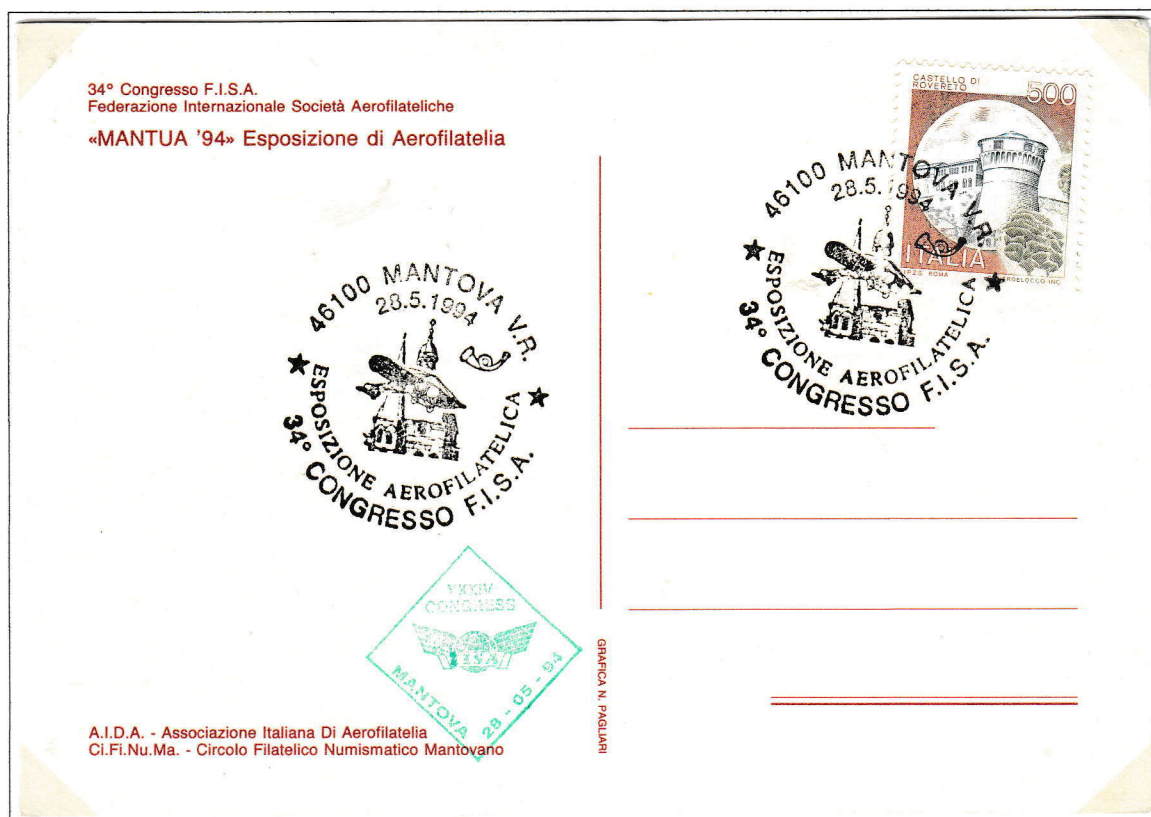 34° Congresso F.I.S.A.
Federazione Internazionale Società Aerofilateliche
«MANTUA '94» Esposizione di Aerofilatelia
CASTELLO DI
ROVERETO
500
ITALIA
I.P.Z.S. ROMA
INC.
46100 MANTOVA V.R.
28.5.1994
ESPOSIZIONE AEROFILATELICA
34° CONGRESSO F.I.S.A.
46100 MANTOVA V.R.
28.5.1994
ESPOSIZIONE AEROFILATELICA
34° CONGRESSO F.I.S.A.
CONGRESS
FISA
MANTOVA 28-05-94
GRAFICA N. PAGLIARI
A.I.D.A. - Associazione Italiana Di Aerofilatelia
Ci.Fi.Nu.Ma. - Circolo Filatelico Numismatico Mantovano